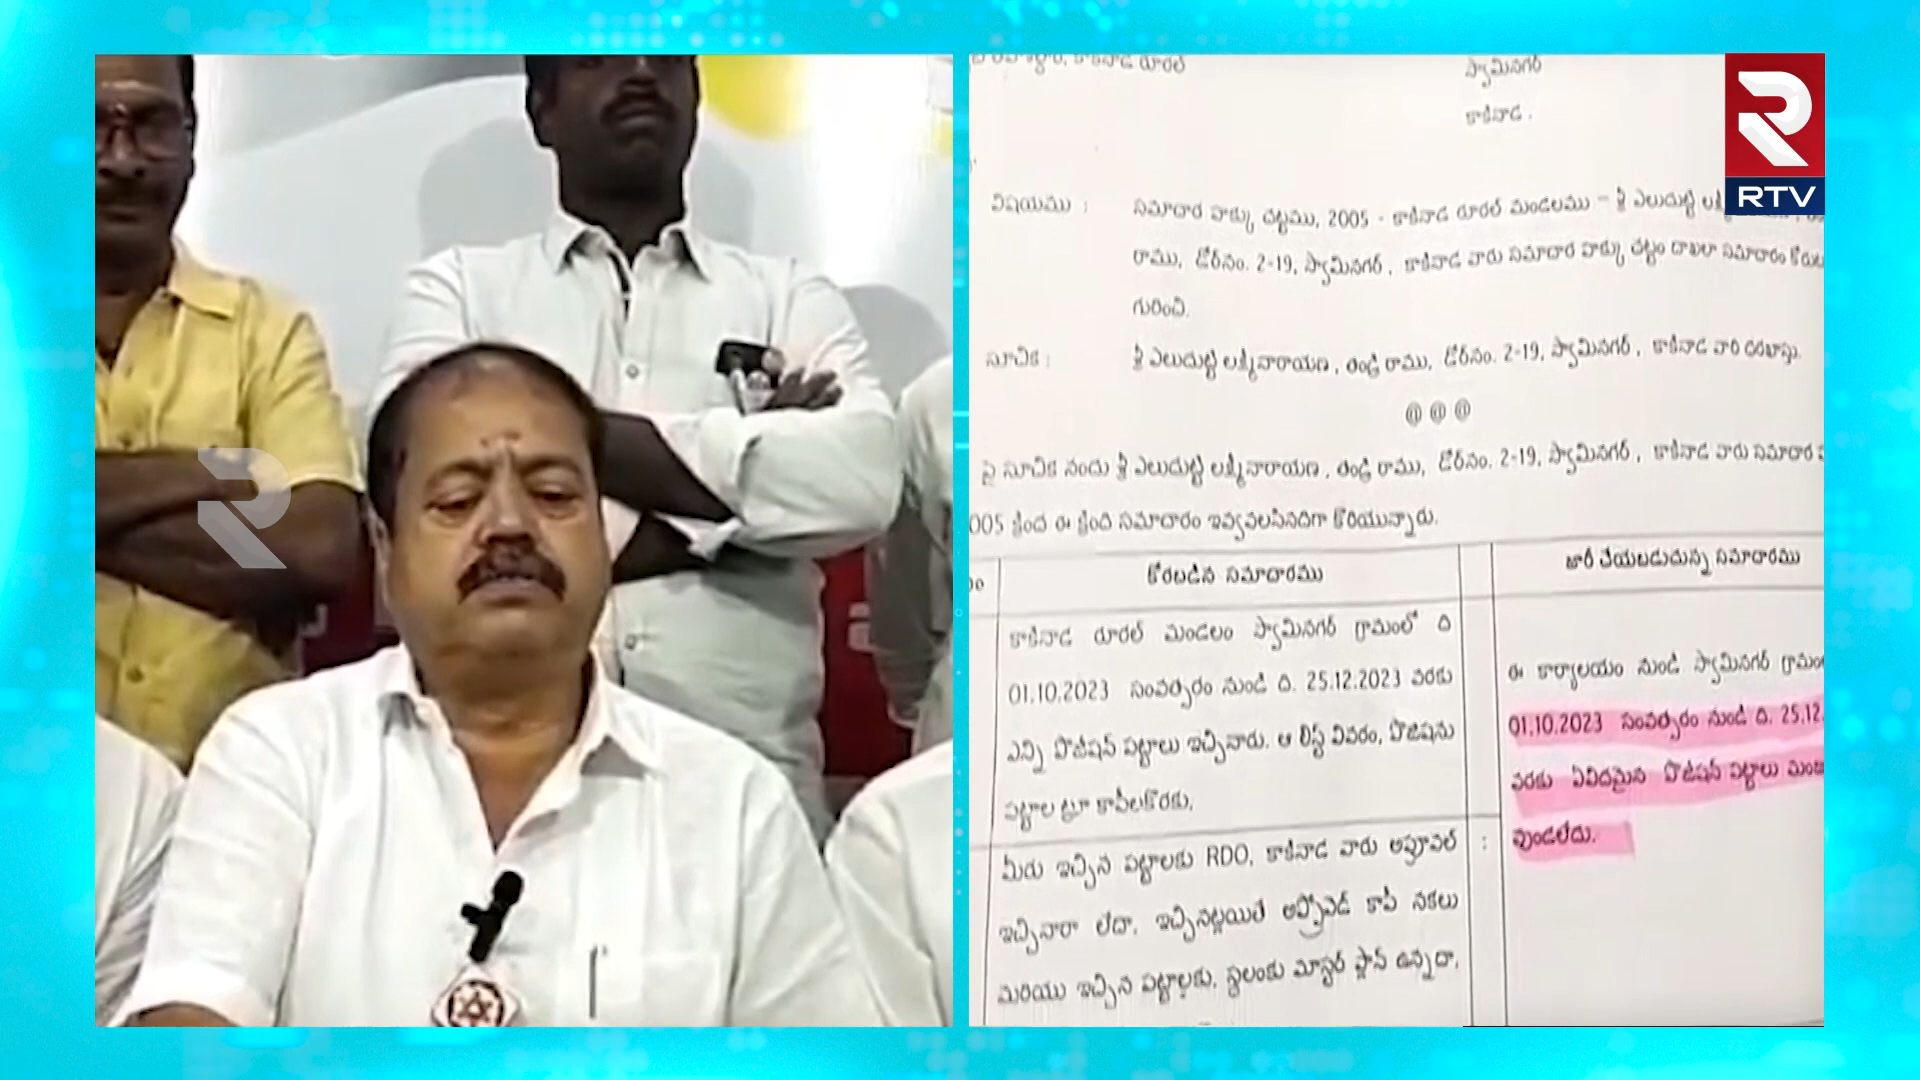 స్వామినగర్
కాకినాడ.
RTV
విషయము :
సమాచార హక్కు చట్టము, 2005 - కాకినాడ రూరల్ మండలము - శ్రీ ఎలుదుట్టి
రాము, డోర్‌నం. 2-19, స్వామినగర్, కాకినాడ వారు సమాచార హక్కు చట్టం దాఖలా సమాచారం
గురించి.
సూచిక :
శ్రీ ఎలుదుట్టి లక్ష్మీనారాయణ, తండ్రి రాము, డోర్‌నం. 2-19, స్వామినగర్, కాకినాడ వారి దరఖాస్తు.
@ @ @
పై సూచిక నందు శ్రీ ఎలుదుట్టి లక్ష్మీనారాయణ, తండ్రి రాము, డోర్‌నం. 2-19, స్వామినగర్, కాకినాడ వారు సమాచార
005 క్రింద ఈ క్రింది సమాచారం ఇవ్వవలసినదిగా కోరియున్నారు.
కోరబడిన సమాచారము
జారీ చేయబడుచున్న సమాచారము
కాకినాడ రూరల్ మండలం స్వామినగర్ గ్రామంలో ది
01.10.2023 సంవత్సరం నుండి ది. 25.12.2023 వరకు
ఎన్ని పొజిషన్ పట్టాలు ఇచ్చినారు. ఆ లిస్ట్ వివరం, పొజిషను
పట్టాల ట్రూ కాపీలకొరకు.
ఈ కార్యాలయం నుండి స్వామినగర్
01.10.2023 సంవత్సరం నుండి ది. 25.12.
వరకు ఏవిధమైన పొజిషన్ పట్టాలు
వుండలేదు.
మీరు ఇచ్చిన పట్టాలకు RDO, కాకినాడ వారు అప్రూవల్ :
ఇచ్చినారా లేదా, ఇచ్చినట్లయితే అప్రోవెడ్ కాపీ నకలు
మరియు ఇచ్చిన పట్టాలకు, స్థలంకు మాస్టర్ ప్లాన్ ఉన్నదా,